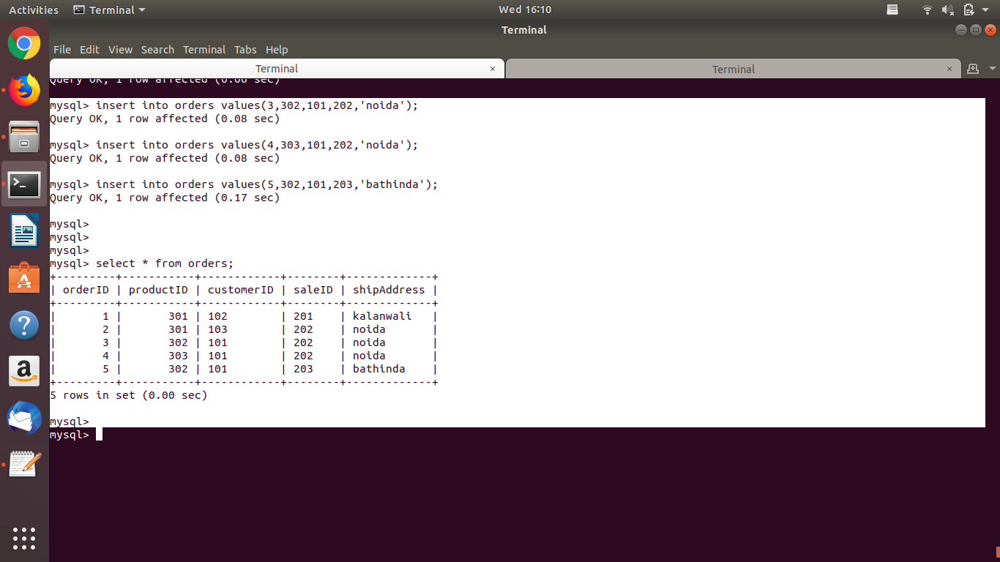 Activities Terminal Wed 16:10
Terminal
File Edit View Search Terminal Tabs Help
Terminal × Terminal ×
Query OK, 1 row affected (0.06 sec)
mysql> insert into orders values(3,302,101,202,'noida');
Query OK, 1 row affected (0.08 sec)
mysql> insert into orders values(4,303,101,202,'noida');
Query OK, 1 row affected (0.08 sec)
mysql> insert into orders values(5,302,101,203,'bathinda');
Query OK, 1 row affected (0.17 sec)
mysql>
mysql>
mysql>
mysql> select * from orders;
+---------+-----------+------------+--------+-------------+
| orderID | productID | customerID | saleID | shipAddress |
+---------+-----------+------------+--------+-------------+
|       1 |       301 | 102        | 201    | kalanwali   |
|       2 |       301 | 103        | 202    | noida       |
|       3 |       302 | 101        | 202    | noida       |
|       4 |       303 | 101        | 202    | noida       |
|       5 |       302 | 101        | 203    | bathinda    |
+---------+-----------+------------+--------+-------------+
5 rows in set (0.00 sec)
mysql>
mysql>